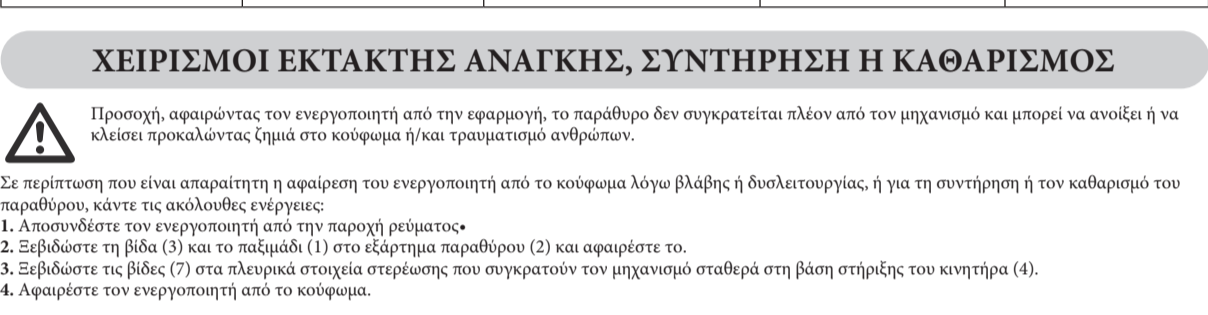 ΧΕΙΡΙΣΜΟΙ ΕΚΤΑΚΤΗΣ ΑΝΑΓΚΗΣ, ΣΥΝΤΗΡΗΣΗ Η ΚΑΘΑΡΙΣΜΟΣ
Προσοχή, αφαιρώντας τον ενεργοποιητή από την εφαρμογή, το παράθυρο δεν συγκρατείται πλέον από τον μηχανισμό και μπορεί να ανοίξει ή να
κλείσει προκαλώντας ζημιά στο κούφωμα ή/και τραυματισμό ανθρώπων.
Σε περίπτωση που είναι απαραίτητη η αφαίρεση του ενεργοποιητή από το κούφωμα λόγω βλάβης ή δυσλειτουργίας, ή για τη συντήρηση ή τον καθαρισμό του
παραθύρου, κάντε τις ακόλουθες ενέργειες:
1. Αποσυνδέστε τον ενεργοποιητή από την παροχή ρεύματος•
2. Ξεβιδώστε τη βίδα (3) και το παξιμάδι (1) στο εξάρτημα παραθύρου (2) και αφαιρέστε το.
3. Ξεβιδώστε τις βίδες (7) στα πλευρικά στοιχεία στερέωσης που συγκρατούν τον μηχανισμό σταθερά στη βάση στήριξης του κινητήρα (4).
4. Αφαιρέστε τον ενεργοποιητή από το κούφωμα.